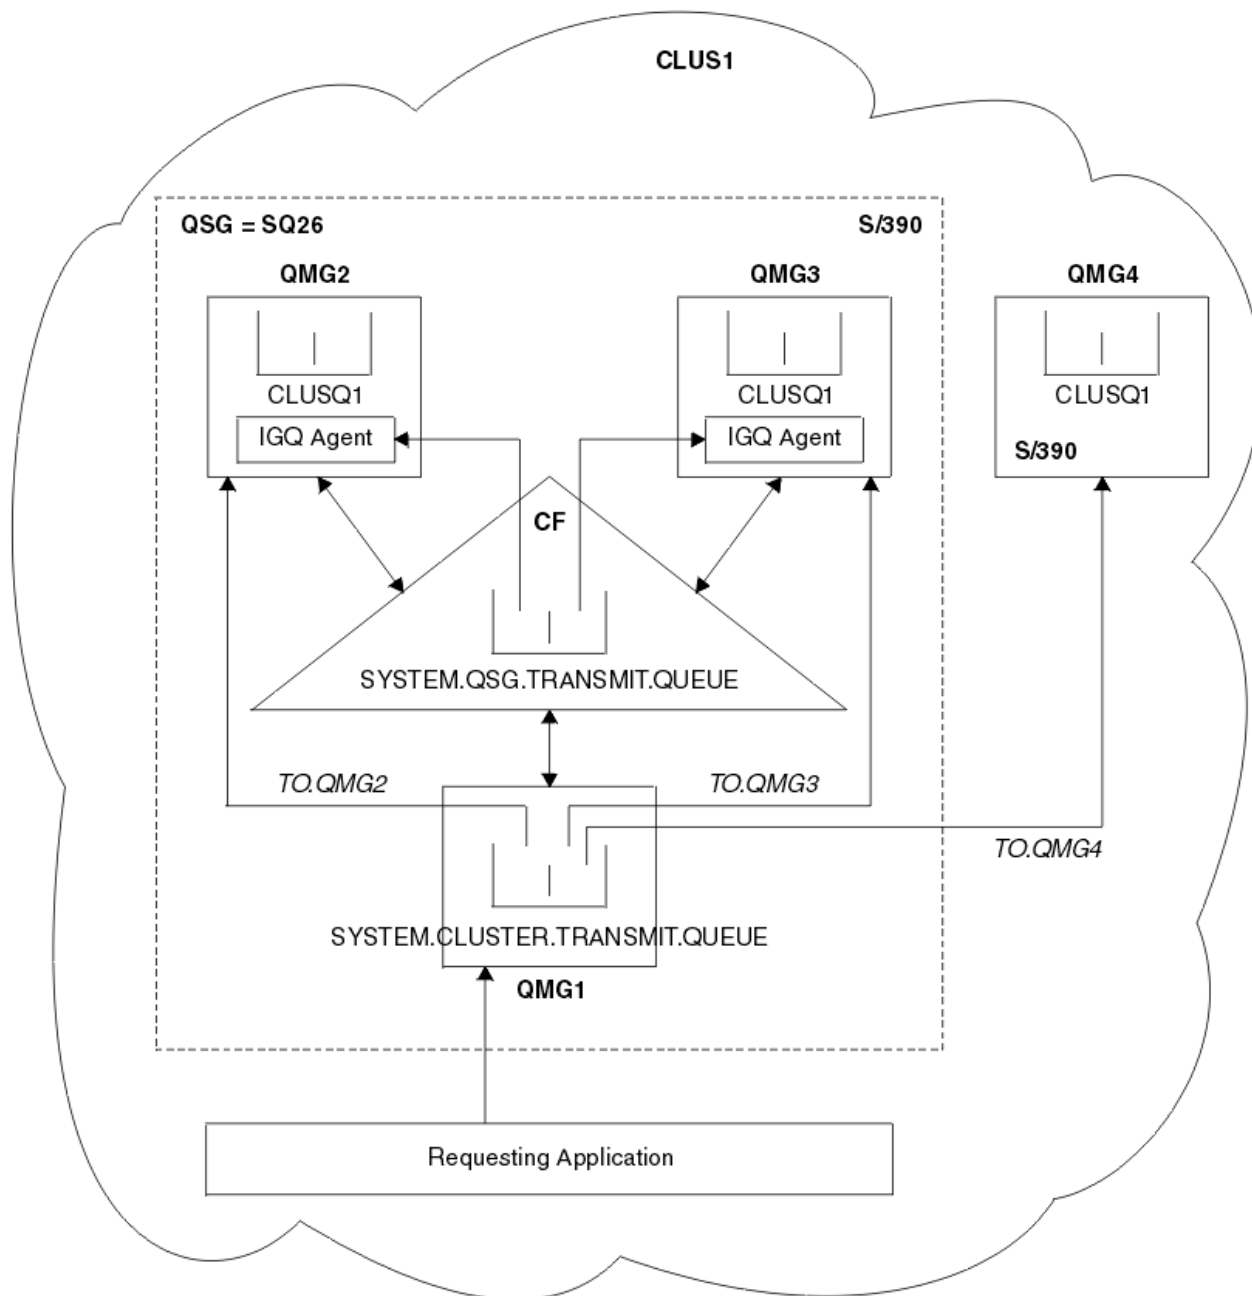 CLUS1
QSG = SQ26
S/390
QMG2
QMG3
QMG4
CLUSQ1
CLUSQ1
CLUSQ1
IGQ Agent
IGQ Agent
S/390
CF
SYSTEM.QSG.TRANSMIT.QUEUE
TO.QMG2
TO.QMG3
TO.QMG4
SYSTEM.CLUSTER.TRANSMIT.QUEUE
QMG1
Requesting Application